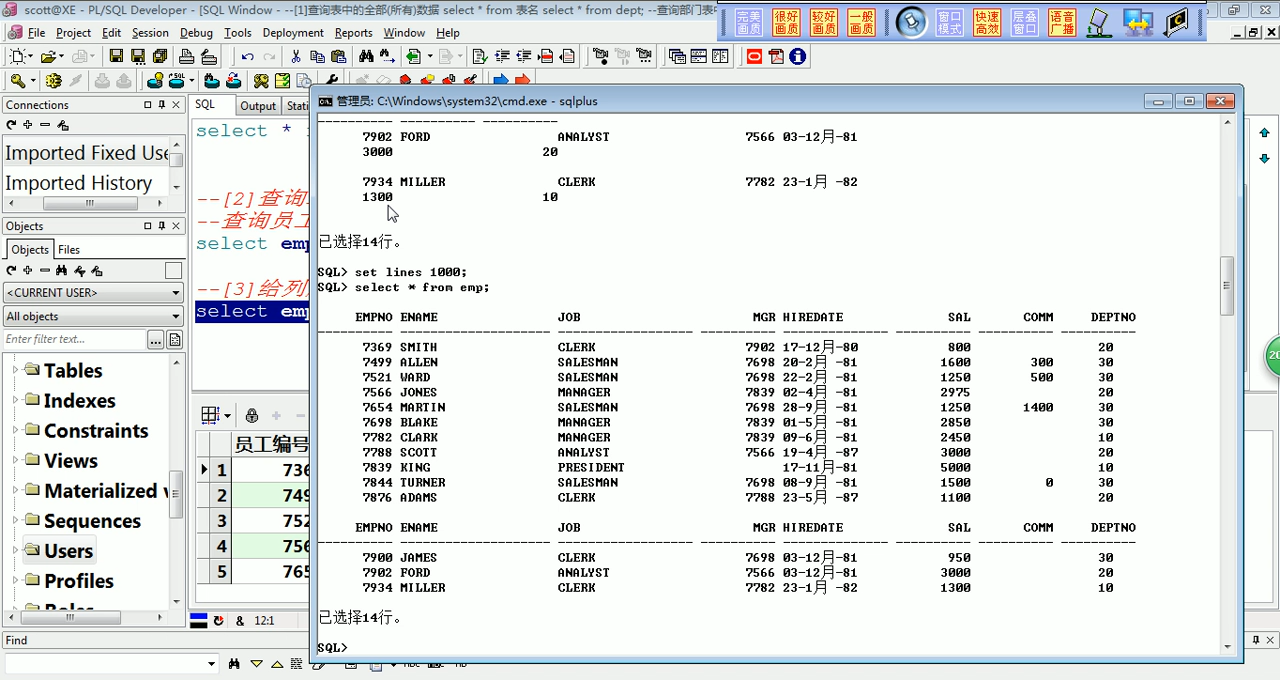 scott@XE - PL/SQL Developer - [SQL Window - --[1]查询表中的全部(所有)数据 select * from 表名 select * from dept; --查询部门表中
完美画质
很好画质
较好画质
一般画质
窗口模式
快速高效
层叠窗口
语音广播
File Project Edit Session Debug Tools Deployment Reports Window Help
Connections
Imported Fixed Use
Imported History
Objects
Objects Files
<CURRENT USER>
All objects
Enter filter text...
Tables
Indexes
Constraints
Views
Materialized
Sequences
Users
Profiles
Roles
Find
SQL Output Stati
select *
--[2]查询
--查询员工
select emp
--[3]给列
select emp
员工编号
1 736
2 749
3 752
4 756
5 765
& 12:1
管理员: C:\Windows\system32\cmd.exe - sqlplus
---------- ---------- ----------
7902 FORD ANALYST 7566 03-12月-81
3000 20
7934 MILLER CLERK 7782 23-1月 -82
1300 10
已选择14行。
SQL> set lines 1000;
SQL> select * from emp;
EMPNO ENAME JOB MGR HIREDATE SAL COMM DEPTNO
7369 SMITH CLERK 7902 17-12月-80 800 20
7499 ALLEN SALESMAN 7698 20-2月 -81 1600 300 30
7521 WARD SALESMAN 7698 22-2月 -81 1250 500 30
7566 JONES MANAGER 7839 02-4月 -81 2975 20
7654 MARTIN SALESMAN 7698 28-9月 -81 1250 1400 30
7698 BLAKE MANAGER 7839 01-5月 -81 2850 30
7782 CLARK MANAGER 7839 09-6月 -81 2450 10
7788 SCOTT ANALYST 7566 19-4月 -87 3000 20
7839 KING PRESIDENT 17-11月-81 5000 10
7844 TURNER SALESMAN 7698 08-9月 -81 1500 0 30
7876 ADAMS CLERK 7788 23-5月 -87 1100 20
EMPNO ENAME JOB MGR HIREDATE SAL COMM DEPTNO
7900 JAMES CLERK 7698 03-12月-81 950 30
7902 FORD ANALYST 7566 03-12月-81 3000 20
7934 MILLER CLERK 7782 23-1月 -82 1300 10
已选择14行。
SQL>